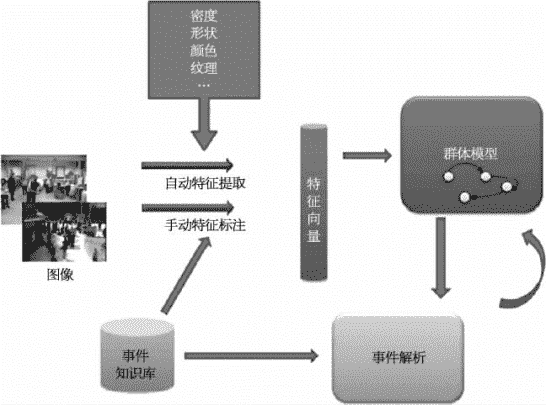 密度
形状
颜色
纹理
…
自动特征提取
手动特征标注
图像
特征向量
群体模型
事件
知识库
事件解析